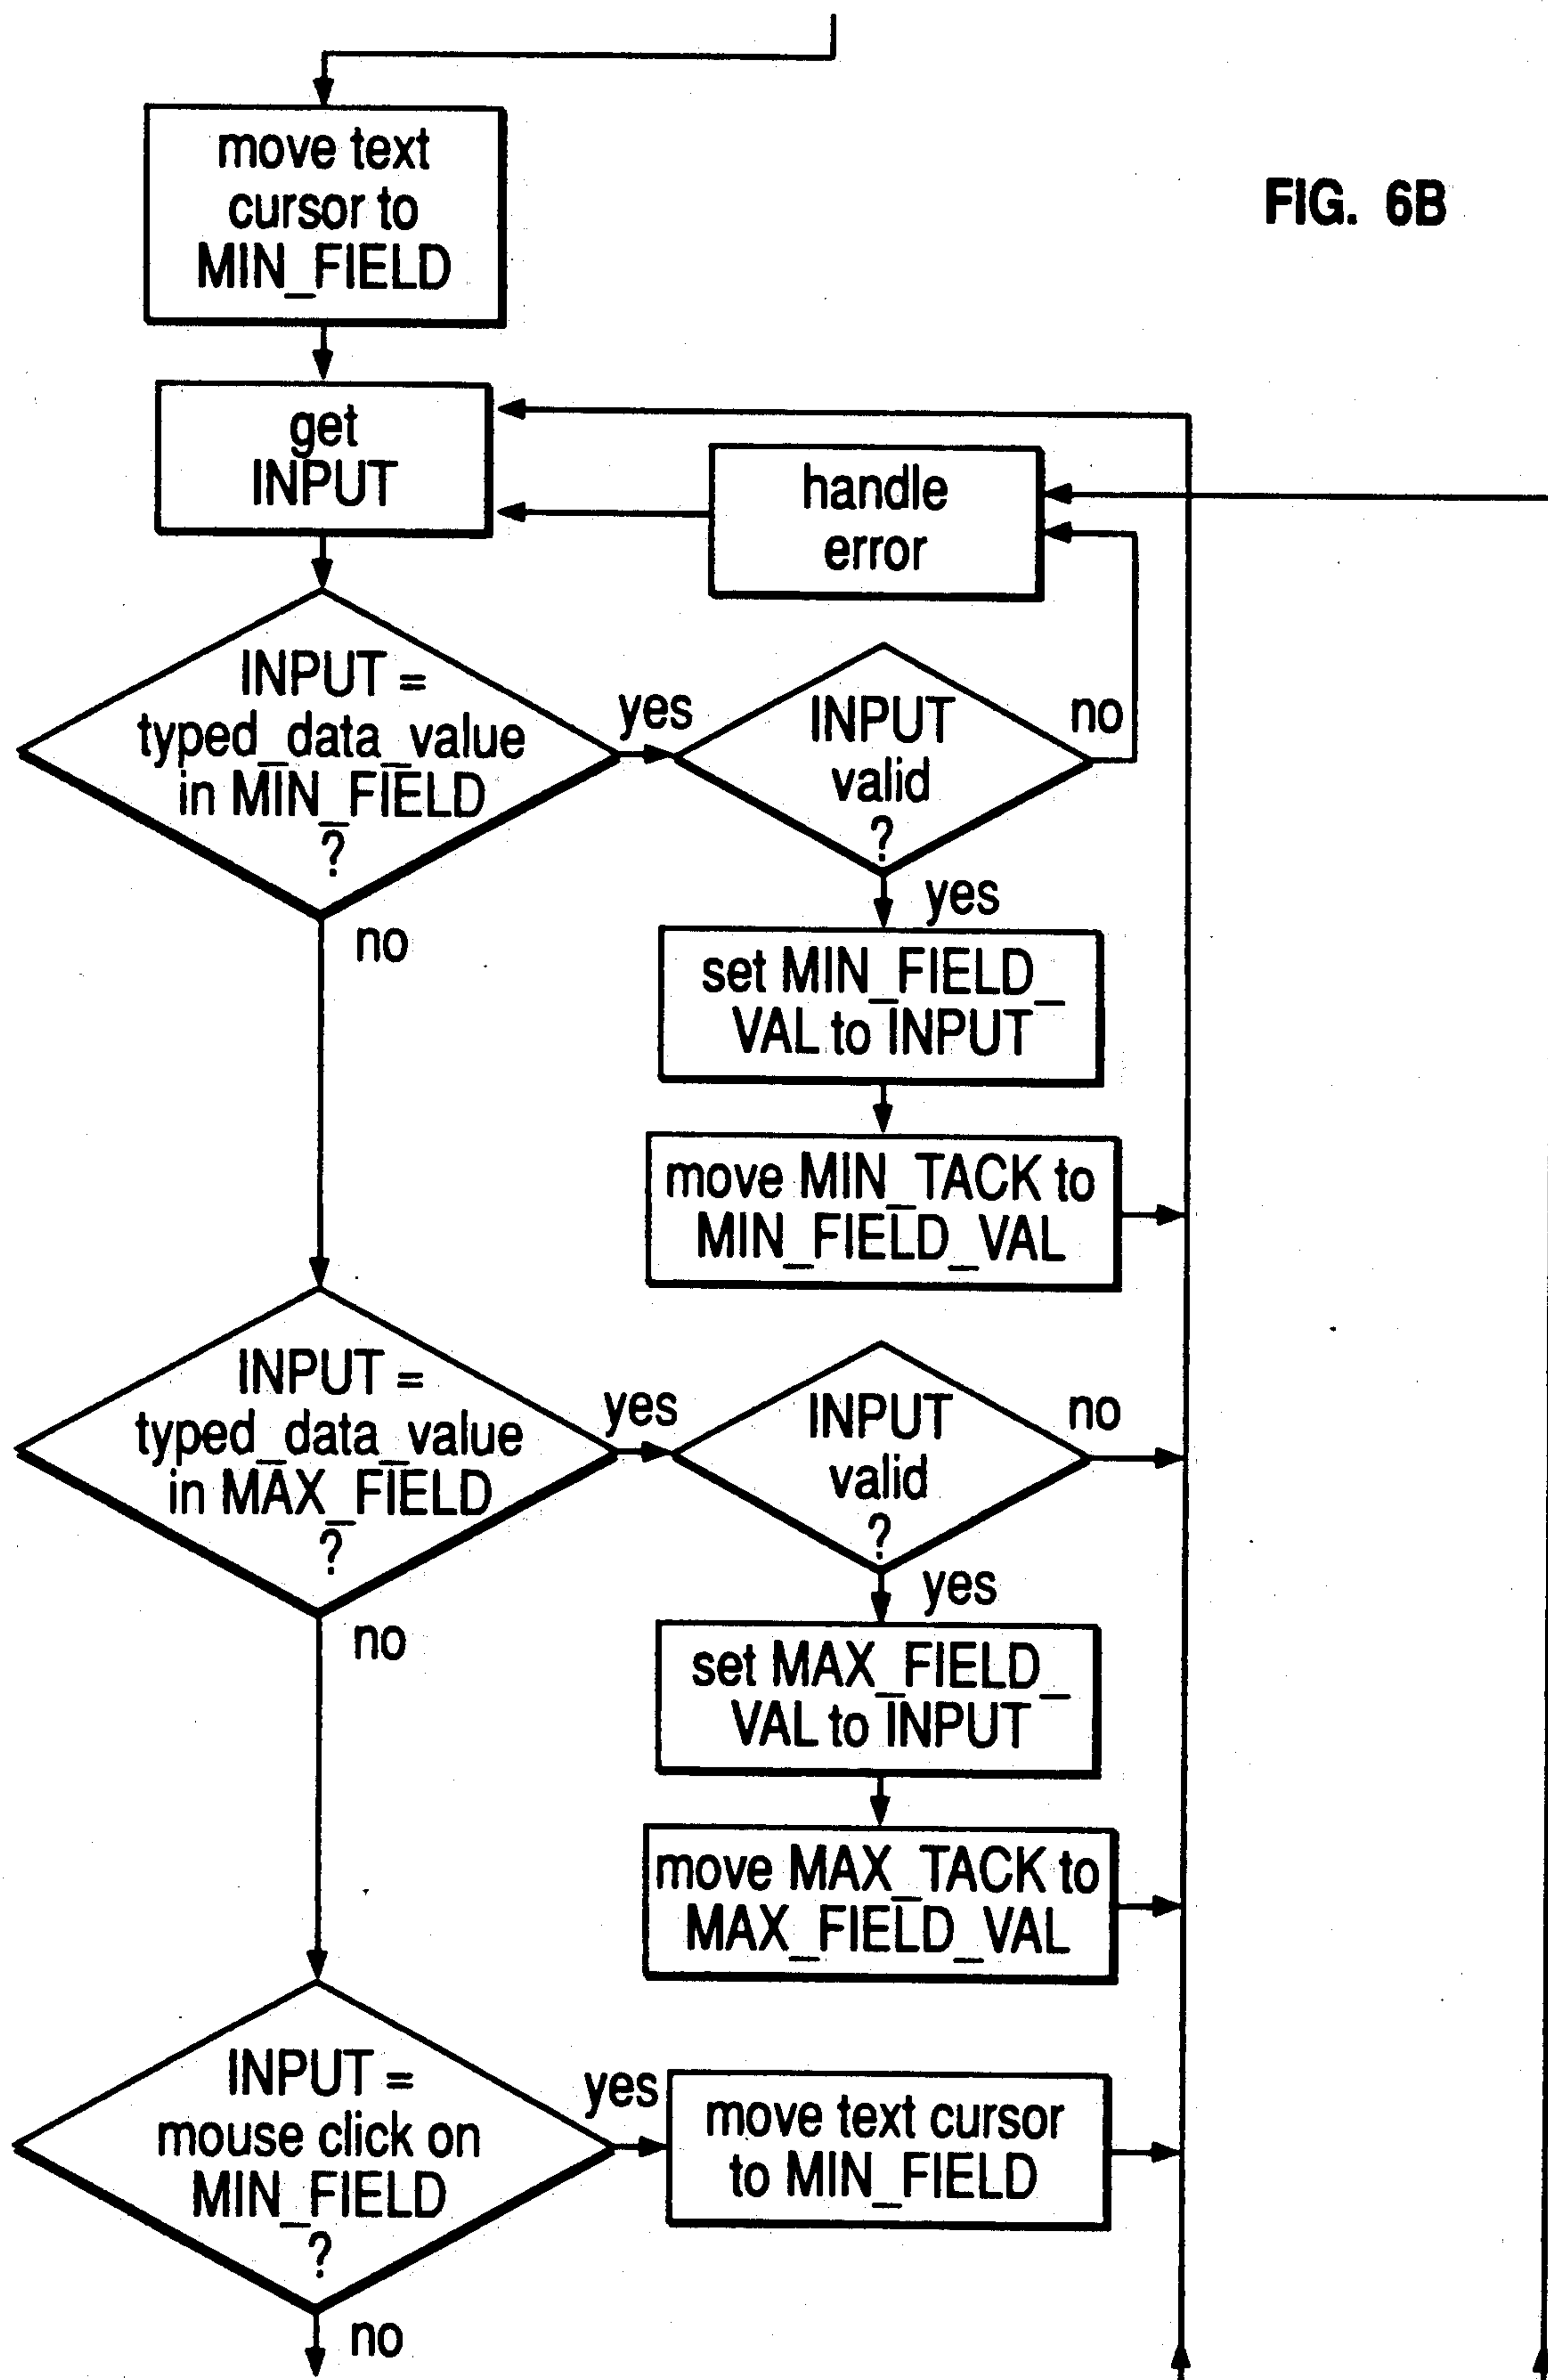 FIG. 6B
move text
cursor to
MIN_FIELD
get
INPUT
handle
error
INPUT =
typed_data_value
in MIN_FIELD
?
yes
no
INPUT
valid
?
no
yes
set MIN_FIELD_
VAL to INPUT
move MIN_TACK to
MIN_FIELD_VAL
INPUT =
typed_data_value
in MAX_FIELD
?
yes
no
INPUT
valid
?
no
yes
set MAX_FIELD_
VAL to INPUT
move MAX_TACK to
MAX_FIELD_VAL
INPUT =
mouse click on
MIN_FIELD
?
yes
no
move text cursor
to MIN_FIELD